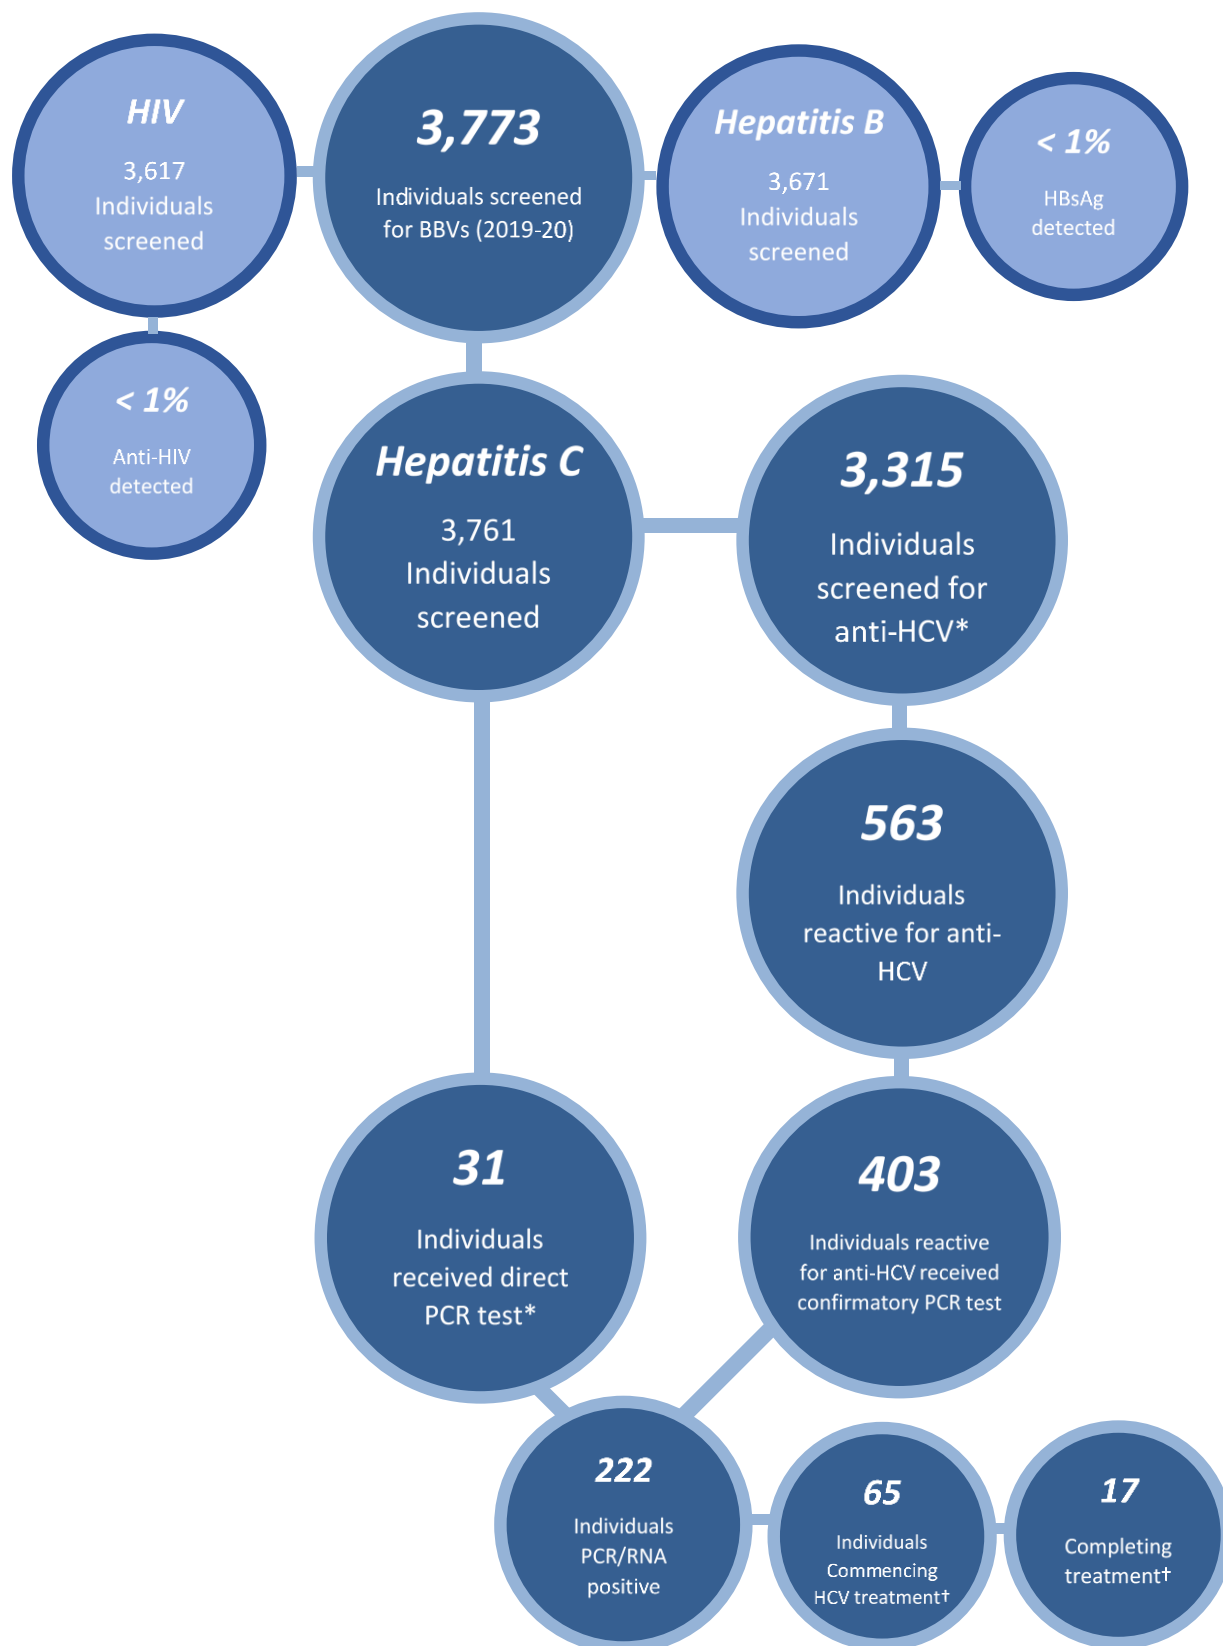 HIV
3,617
Individuals
screened
3,773
Individuals screened
for BBVs (2019-20)
Hepatitis B
3,671
Individuals
screened
< 1%
HBsAg
detected
< 1%
Anti-HIV
detected
Hepatitis C
3,761
Individuals
screened
3,315
Individuals
screened for
anti-HCV*
563
Individuals
reactive for anti-
HCV
31
Individuals
received direct
PCR test*
403
Individuals reactive
for anti-HCV received
confirmatory PCR test
222
Individuals
PCR/RNA
positive
65
Individuals
Commencing
HCV treatment†
17
Completing
treatment†